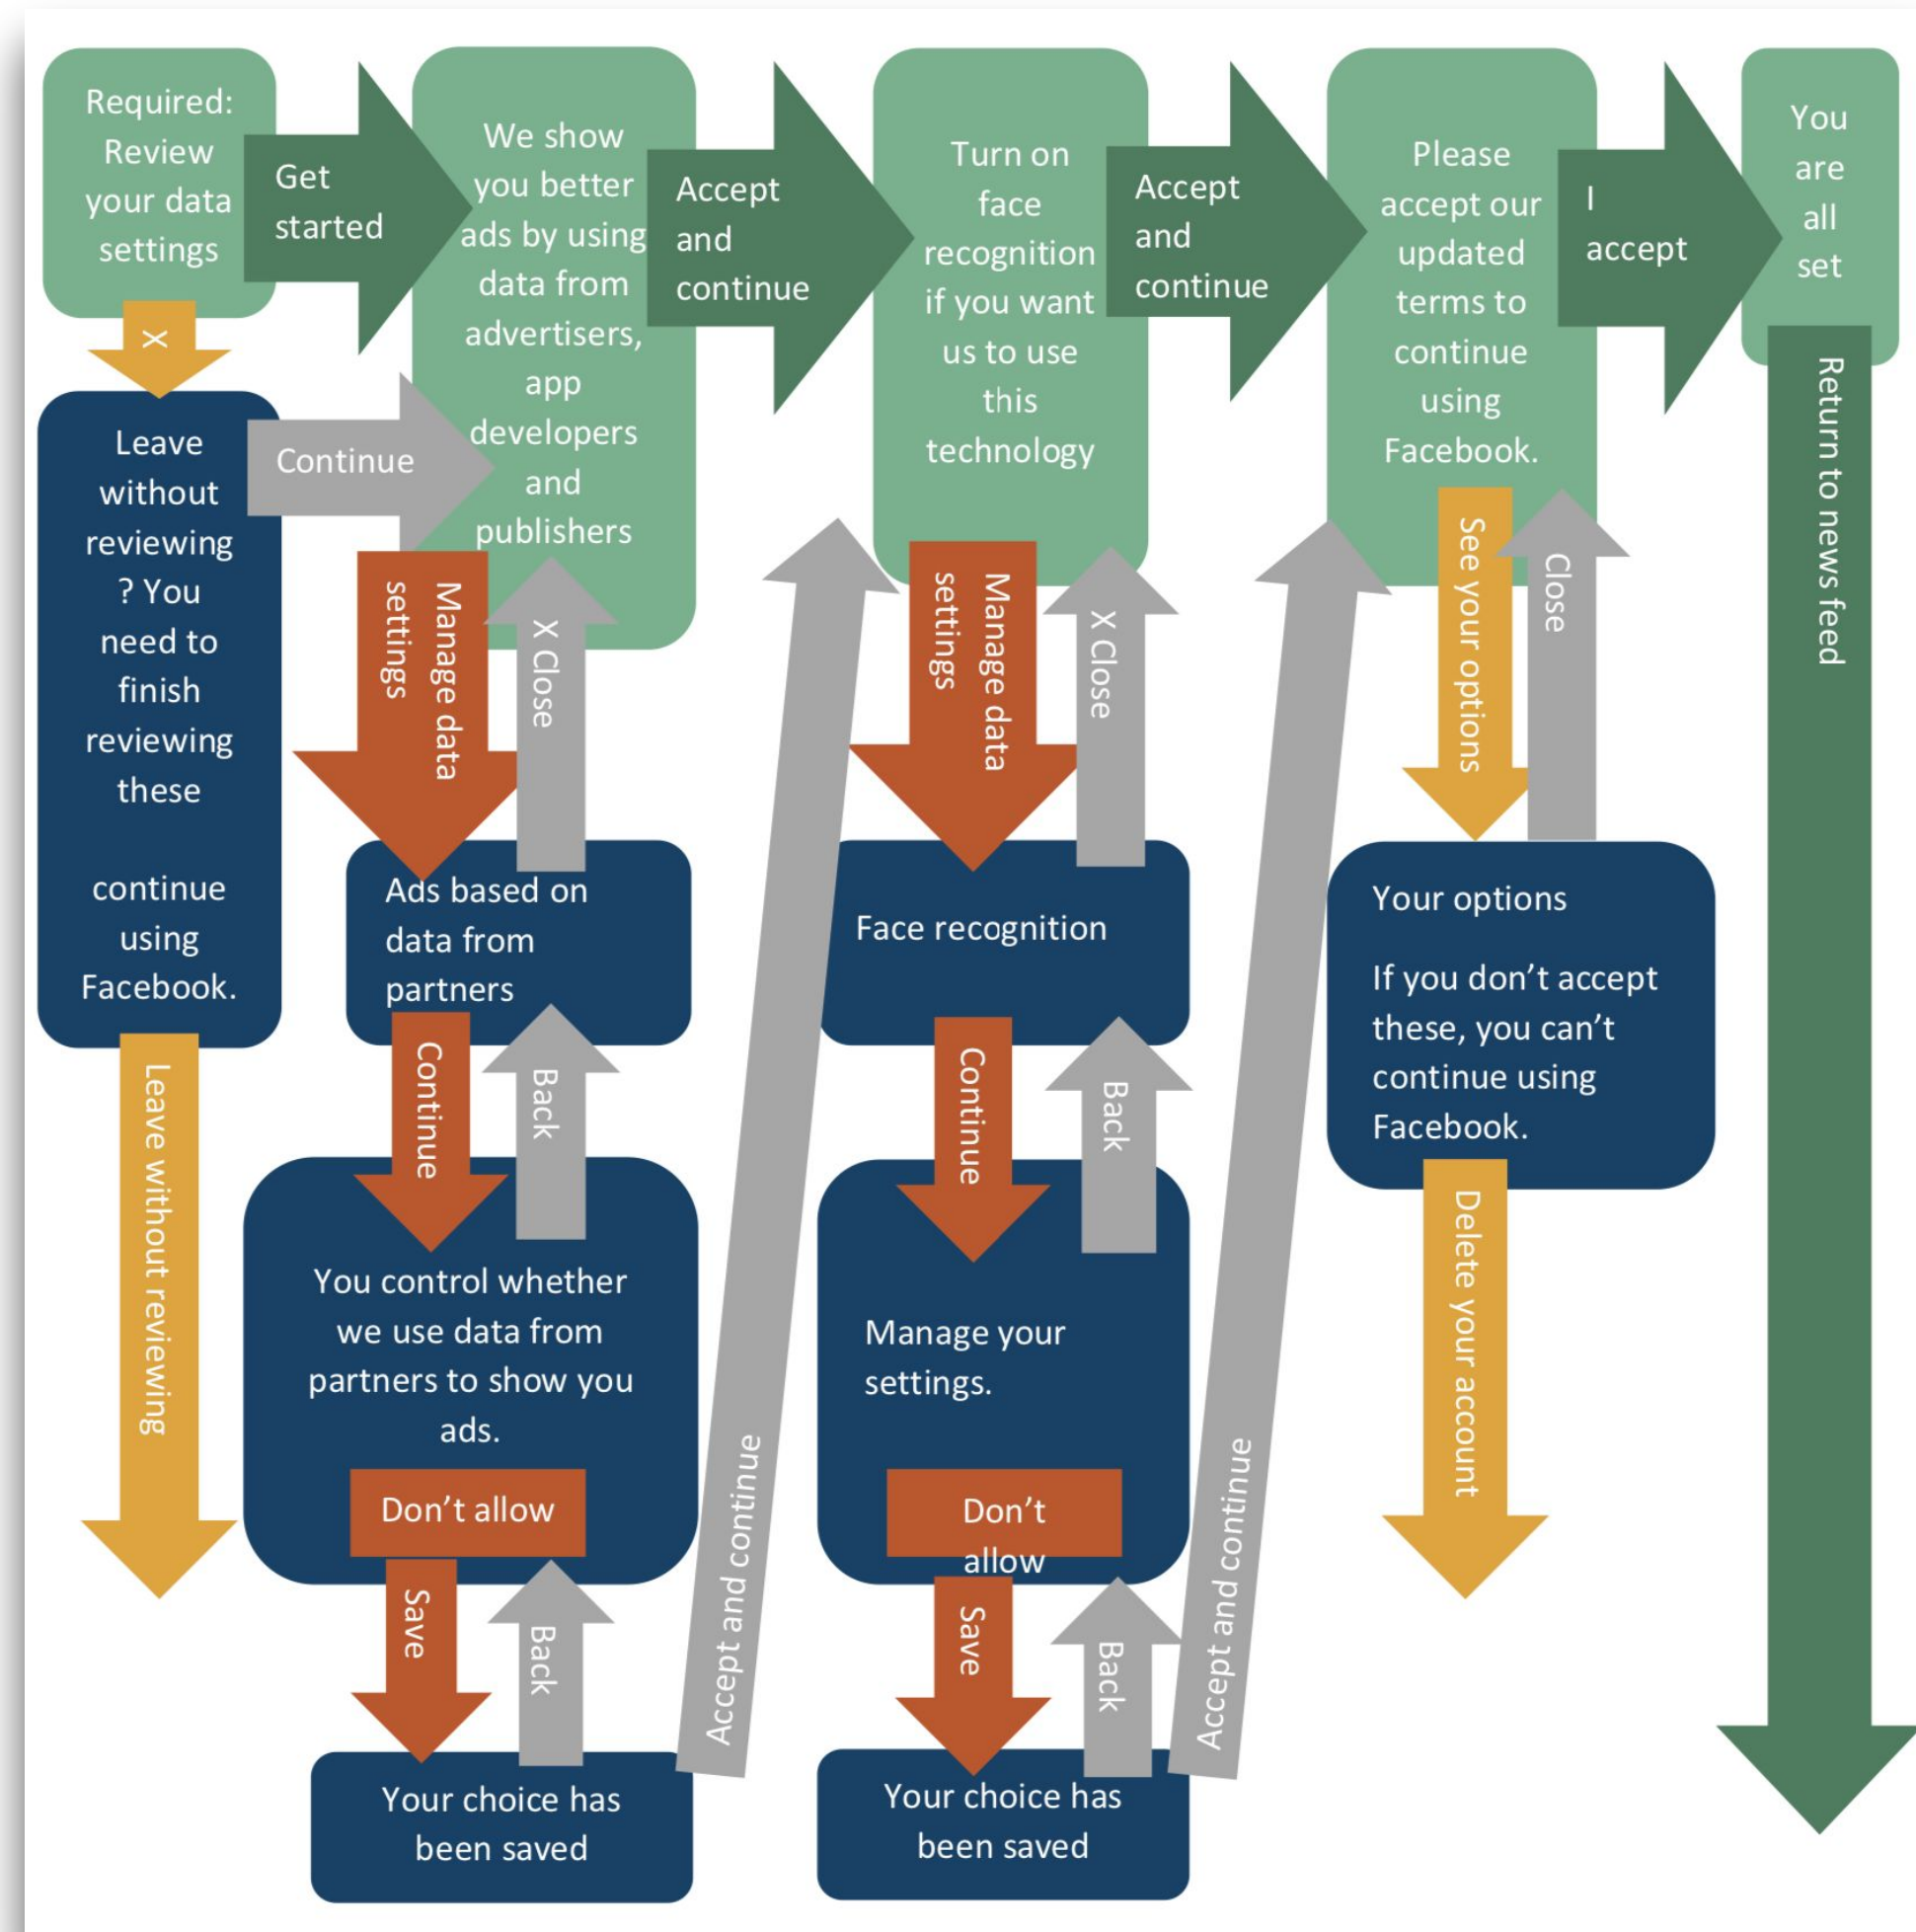 Required:
Review
your data
settings
Get
started
We show
you better
ads by using
data from
advertisers,
app
developers
and
publishers
Accept
and
continue
Turn on
face
recognition
if you want
us to use
this
technology
Accept
and
continue
Please
accept our
updated
terms to
continue
using
Facebook.
I
accept
You
are
all
set
X
Leave
without
reviewing
? You
need to
finish
reviewing
these
continue
using
Facebook.
Continue
Manage data
settings
X Close
Manage data
settings
X Close
See your options
Close
Return to news feed
Ads based on
data from
partners
Face recognition
Your options
If you don’t accept
these, you can’t
continue using
Facebook.
Leave without reviewing
Continue
Back
Continue
Back
Delete your account
You control whether
we use data from
partners to show you
ads.
Don’t allow
Manage your
settings.
Don’t
allow
Save
Back
Accept and continue
Save
Back
Accept and continue
Your choice has
been saved
Your choice has
been saved